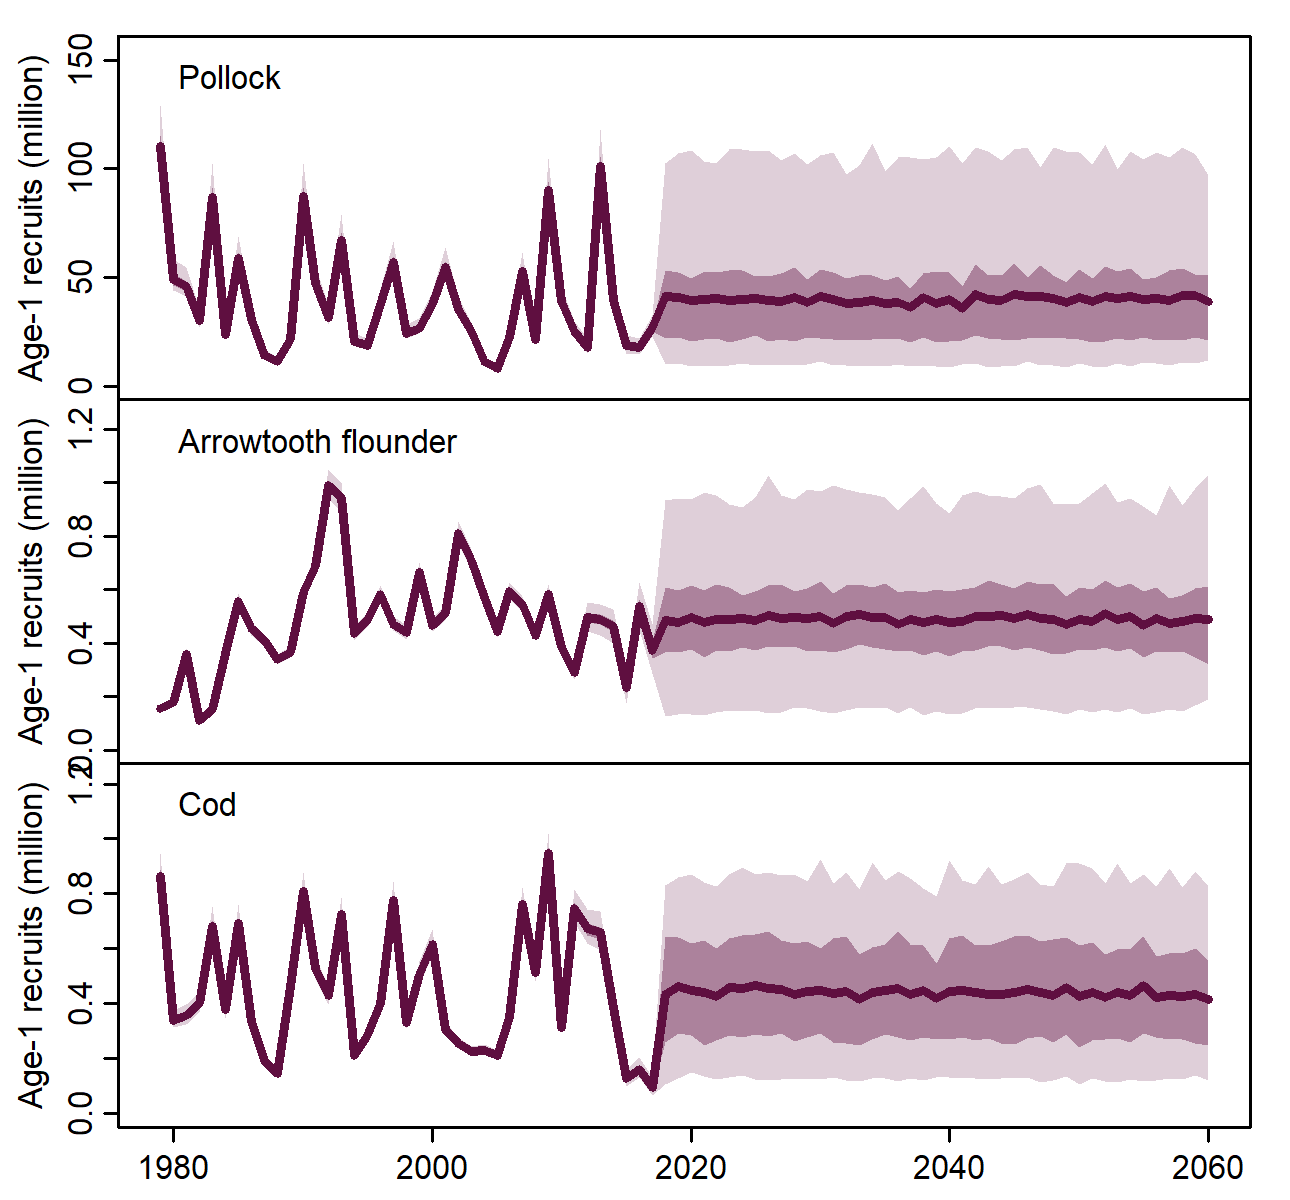 Pollock
Age-1 recruits (million)
150
100
50
0
Arrowtooth flounder
Age-1 recruits (million)
1.2
0.8
0.4
0.0
Cod
Age-1 recruits (million)
1.2
0.8
0.4
0.0
1980 2000 2020 2040 2060